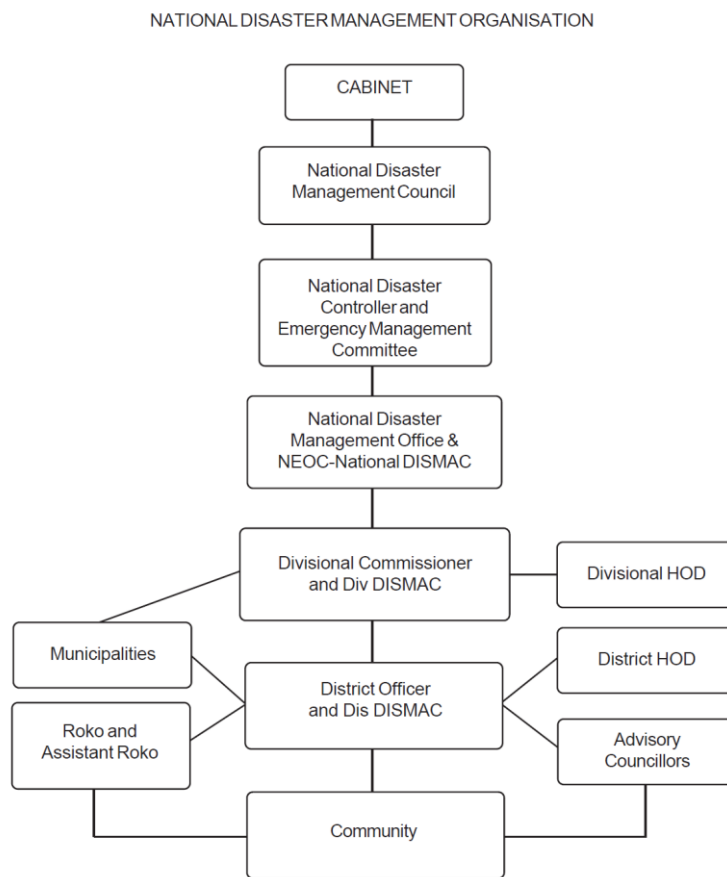 NATIONAL DISASTER MANAGEMENT ORGANISATION
CABINET
National Disaster
Management Council
National Disaster
Controller and
Emergency Management
Committee
National Disaster
Management Office &
NEOC-National DISMAC
Divisional Commissioner
and Div DISMAC
Divisional HOD
Municipalities
District Officer
and Dis DISMAC
District HOD
Roko and
Assistant Roko
Advisory
Councillors
Community